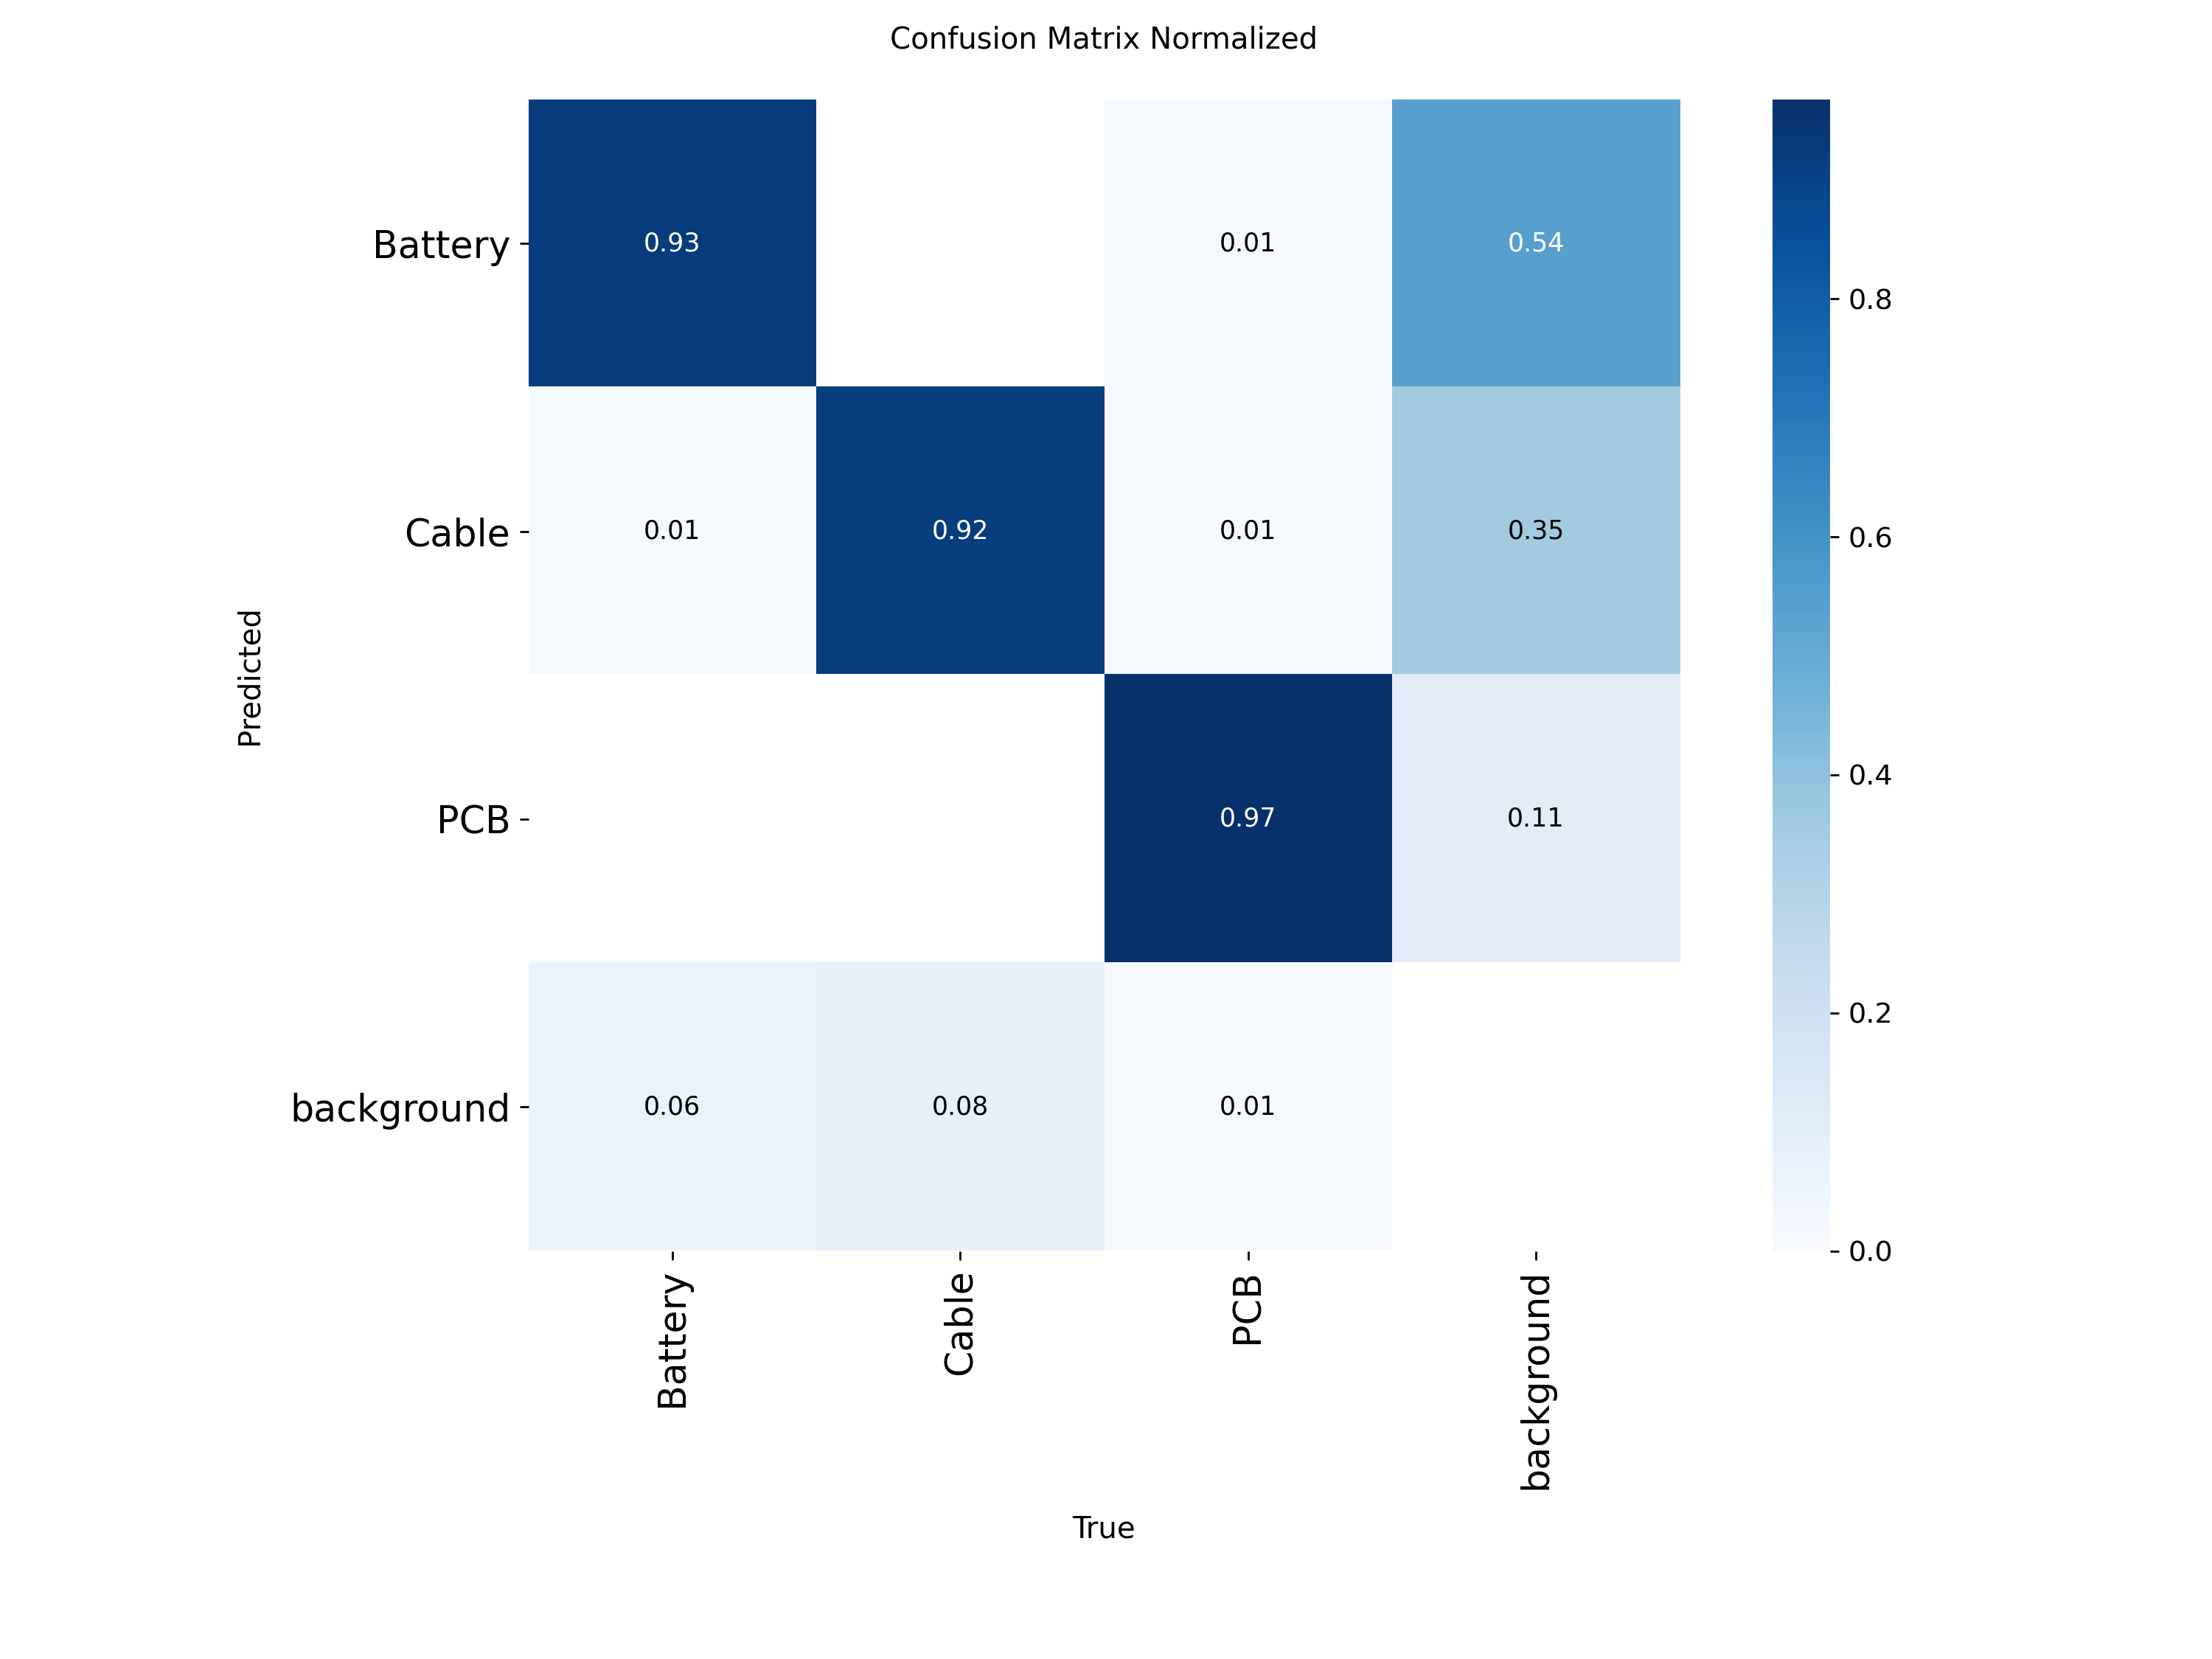 Confusion Matrix Normalized
Battery
0.93
0.01
0.54
0.8
Cable
0.01
0.92
0.01
0.35
0.6
Predicted
PCB
0.97
0.11
0.4
background
0.06
0.08
0.01
0.2
0.0
Battery
Cable
PCB
background
True